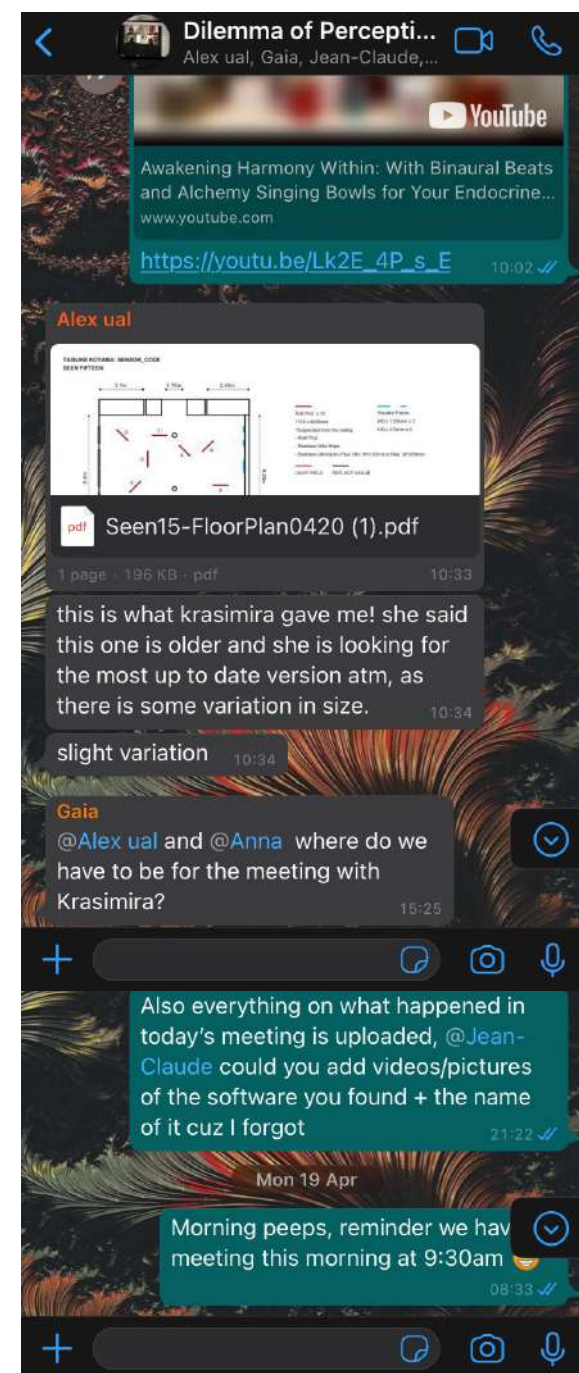 Dilemma of Percepti...
Alex ual, Gaia, Jean-Claude,...
YouTube
Awakening Harmony Within: With Binaural Beats
and Alchemy Singing Bowls for Your Endocrine...
www.youtube.com
https://youtu.be/Lk2E_4P_s_E
10:02
Alex ual
SEEN FIFTEEN
pdf
Seen15-FloorPlan0420 (1).pdf
1 page · 196 KB · pdf
10:33
this is what krasimira gave me! she said
this one is older and she is looking for
the most up to date version atm, as
there is some variation in size.
10:34
slight variation
10:34
Gaia
@Alex ual and @Anna where do we
have to be for the meeting with
Krasimira?
15:25
Also everything on what happened in
today's meeting is uploaded, @Jean-
Claude could you add videos/pictures
of the software you found + the name
of it cuz I forgot
21:22
Mon 19 Apr
Morning peeps, reminder we hav
meeting this morning at 9:30am
08:33